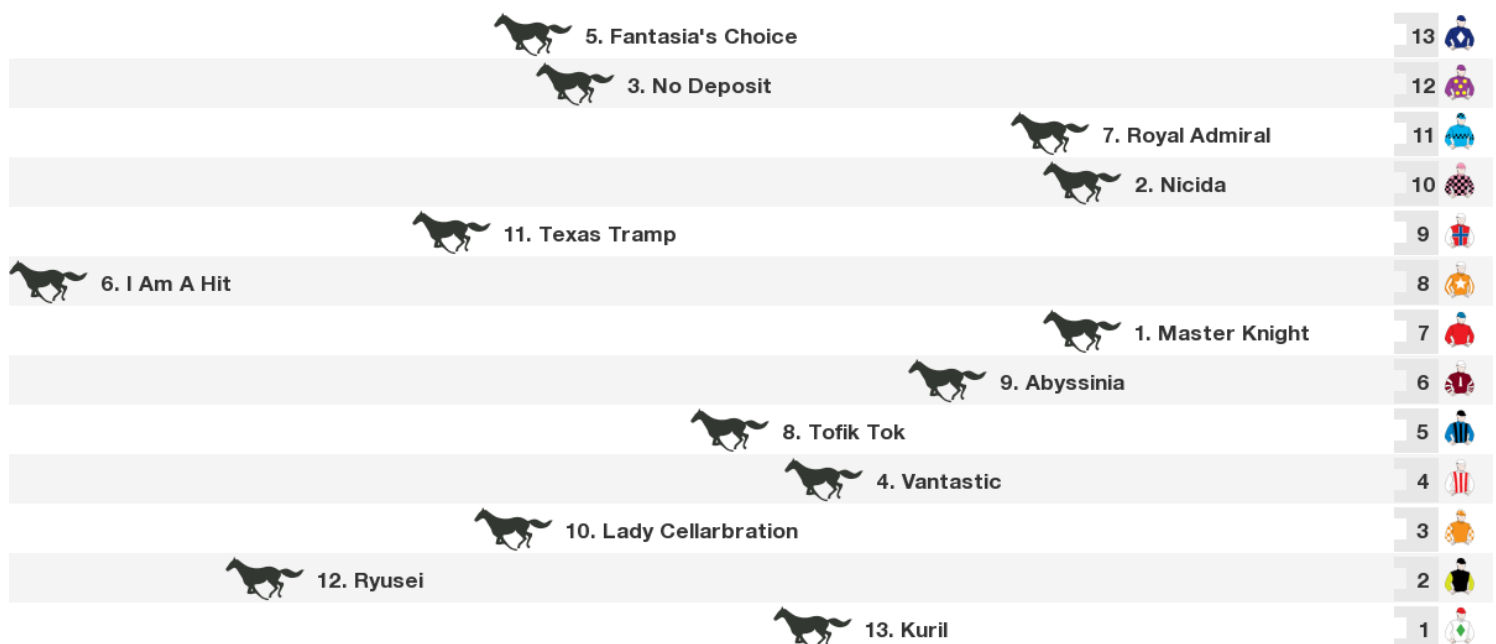 5. Fantasia's Choice 13
3. No Deposit 12
7. Royal Admiral 11
2. Nicida 10
11. Texas Tramp 9
6. I Am A Hit 8
1. Master Knight 7
9. Abyssinia 6
8. Tofik Tok 5
4. Vantastic 4
10. Lady Cellarbration 3
12. Ryusei 2
13. Kuril 1